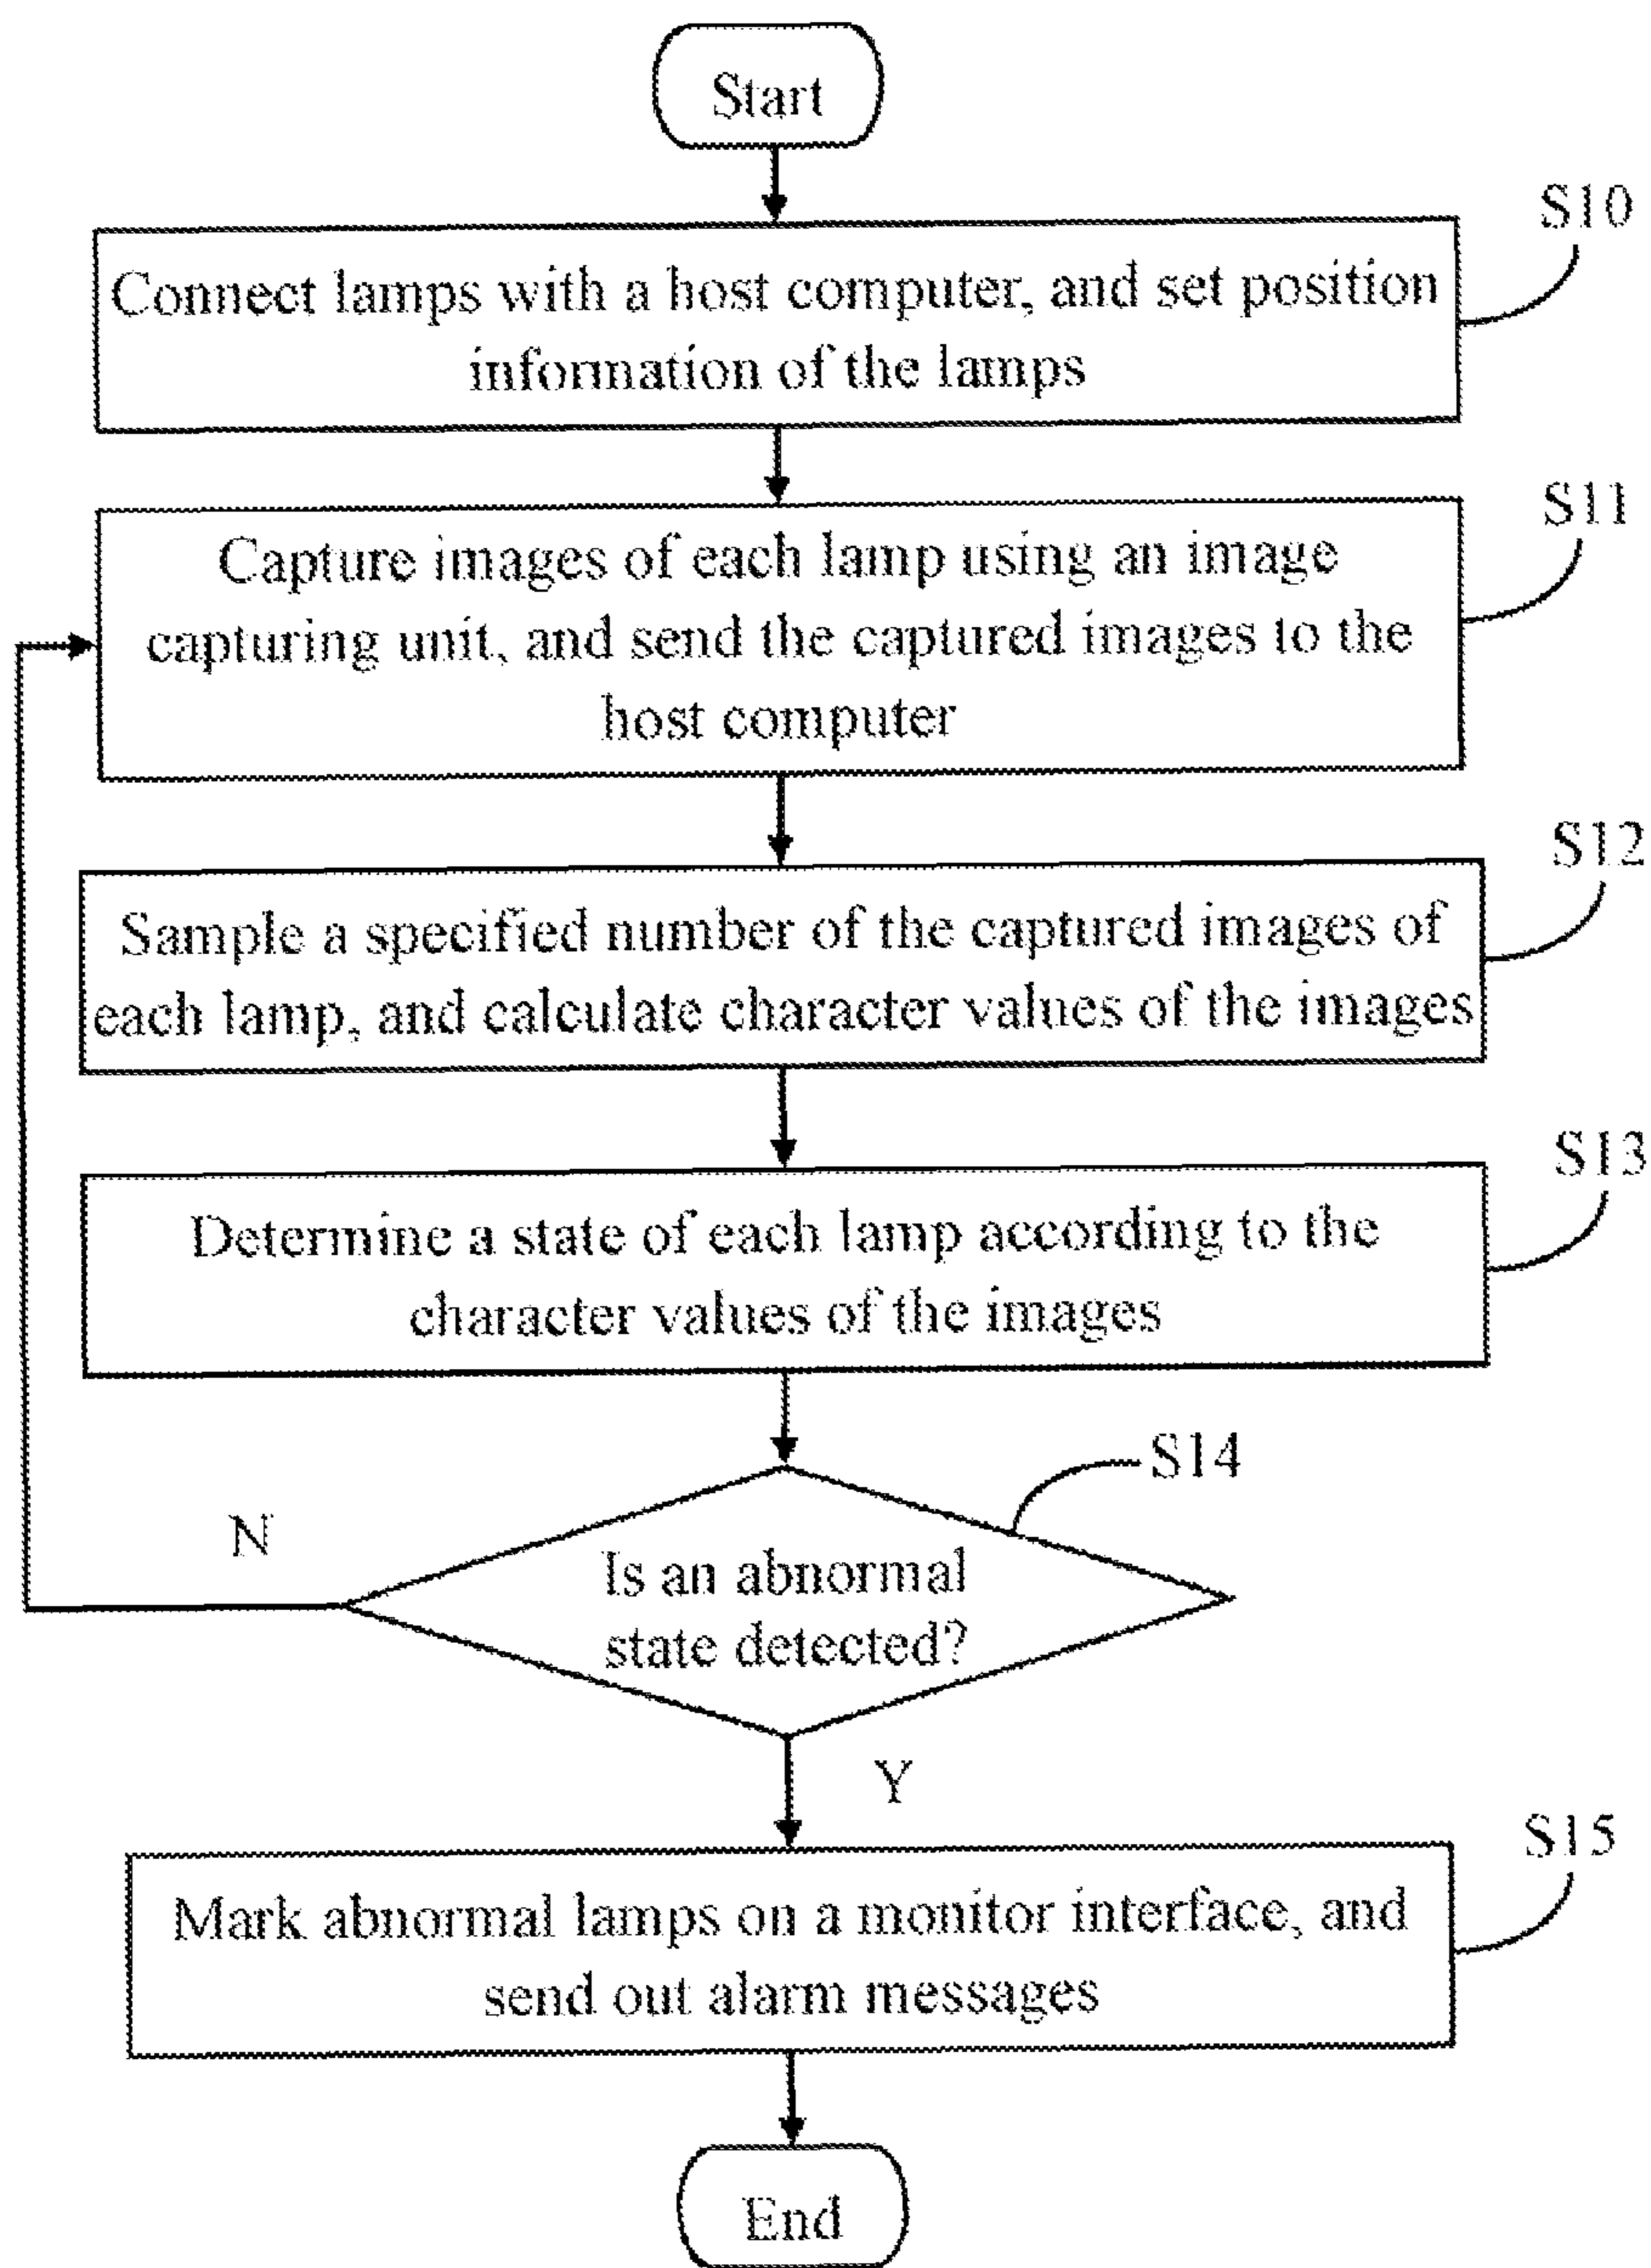 Start
S10
Connect lamps with a host computer, and set position
information of the lamps
S11
Capture images of each lamp using an image
capturing unit, and send the captured images to the
host computer
S12
Sample a specified number of the captured images of
each lamp, and calculate character values of the images
S13
Determine a state of each lamp according to the
character values of the images
S14
N
Is an abnormal
state detected?
Y
S15
Mark abnormal lamps on a monitor interface, and
send out alarm messages
End